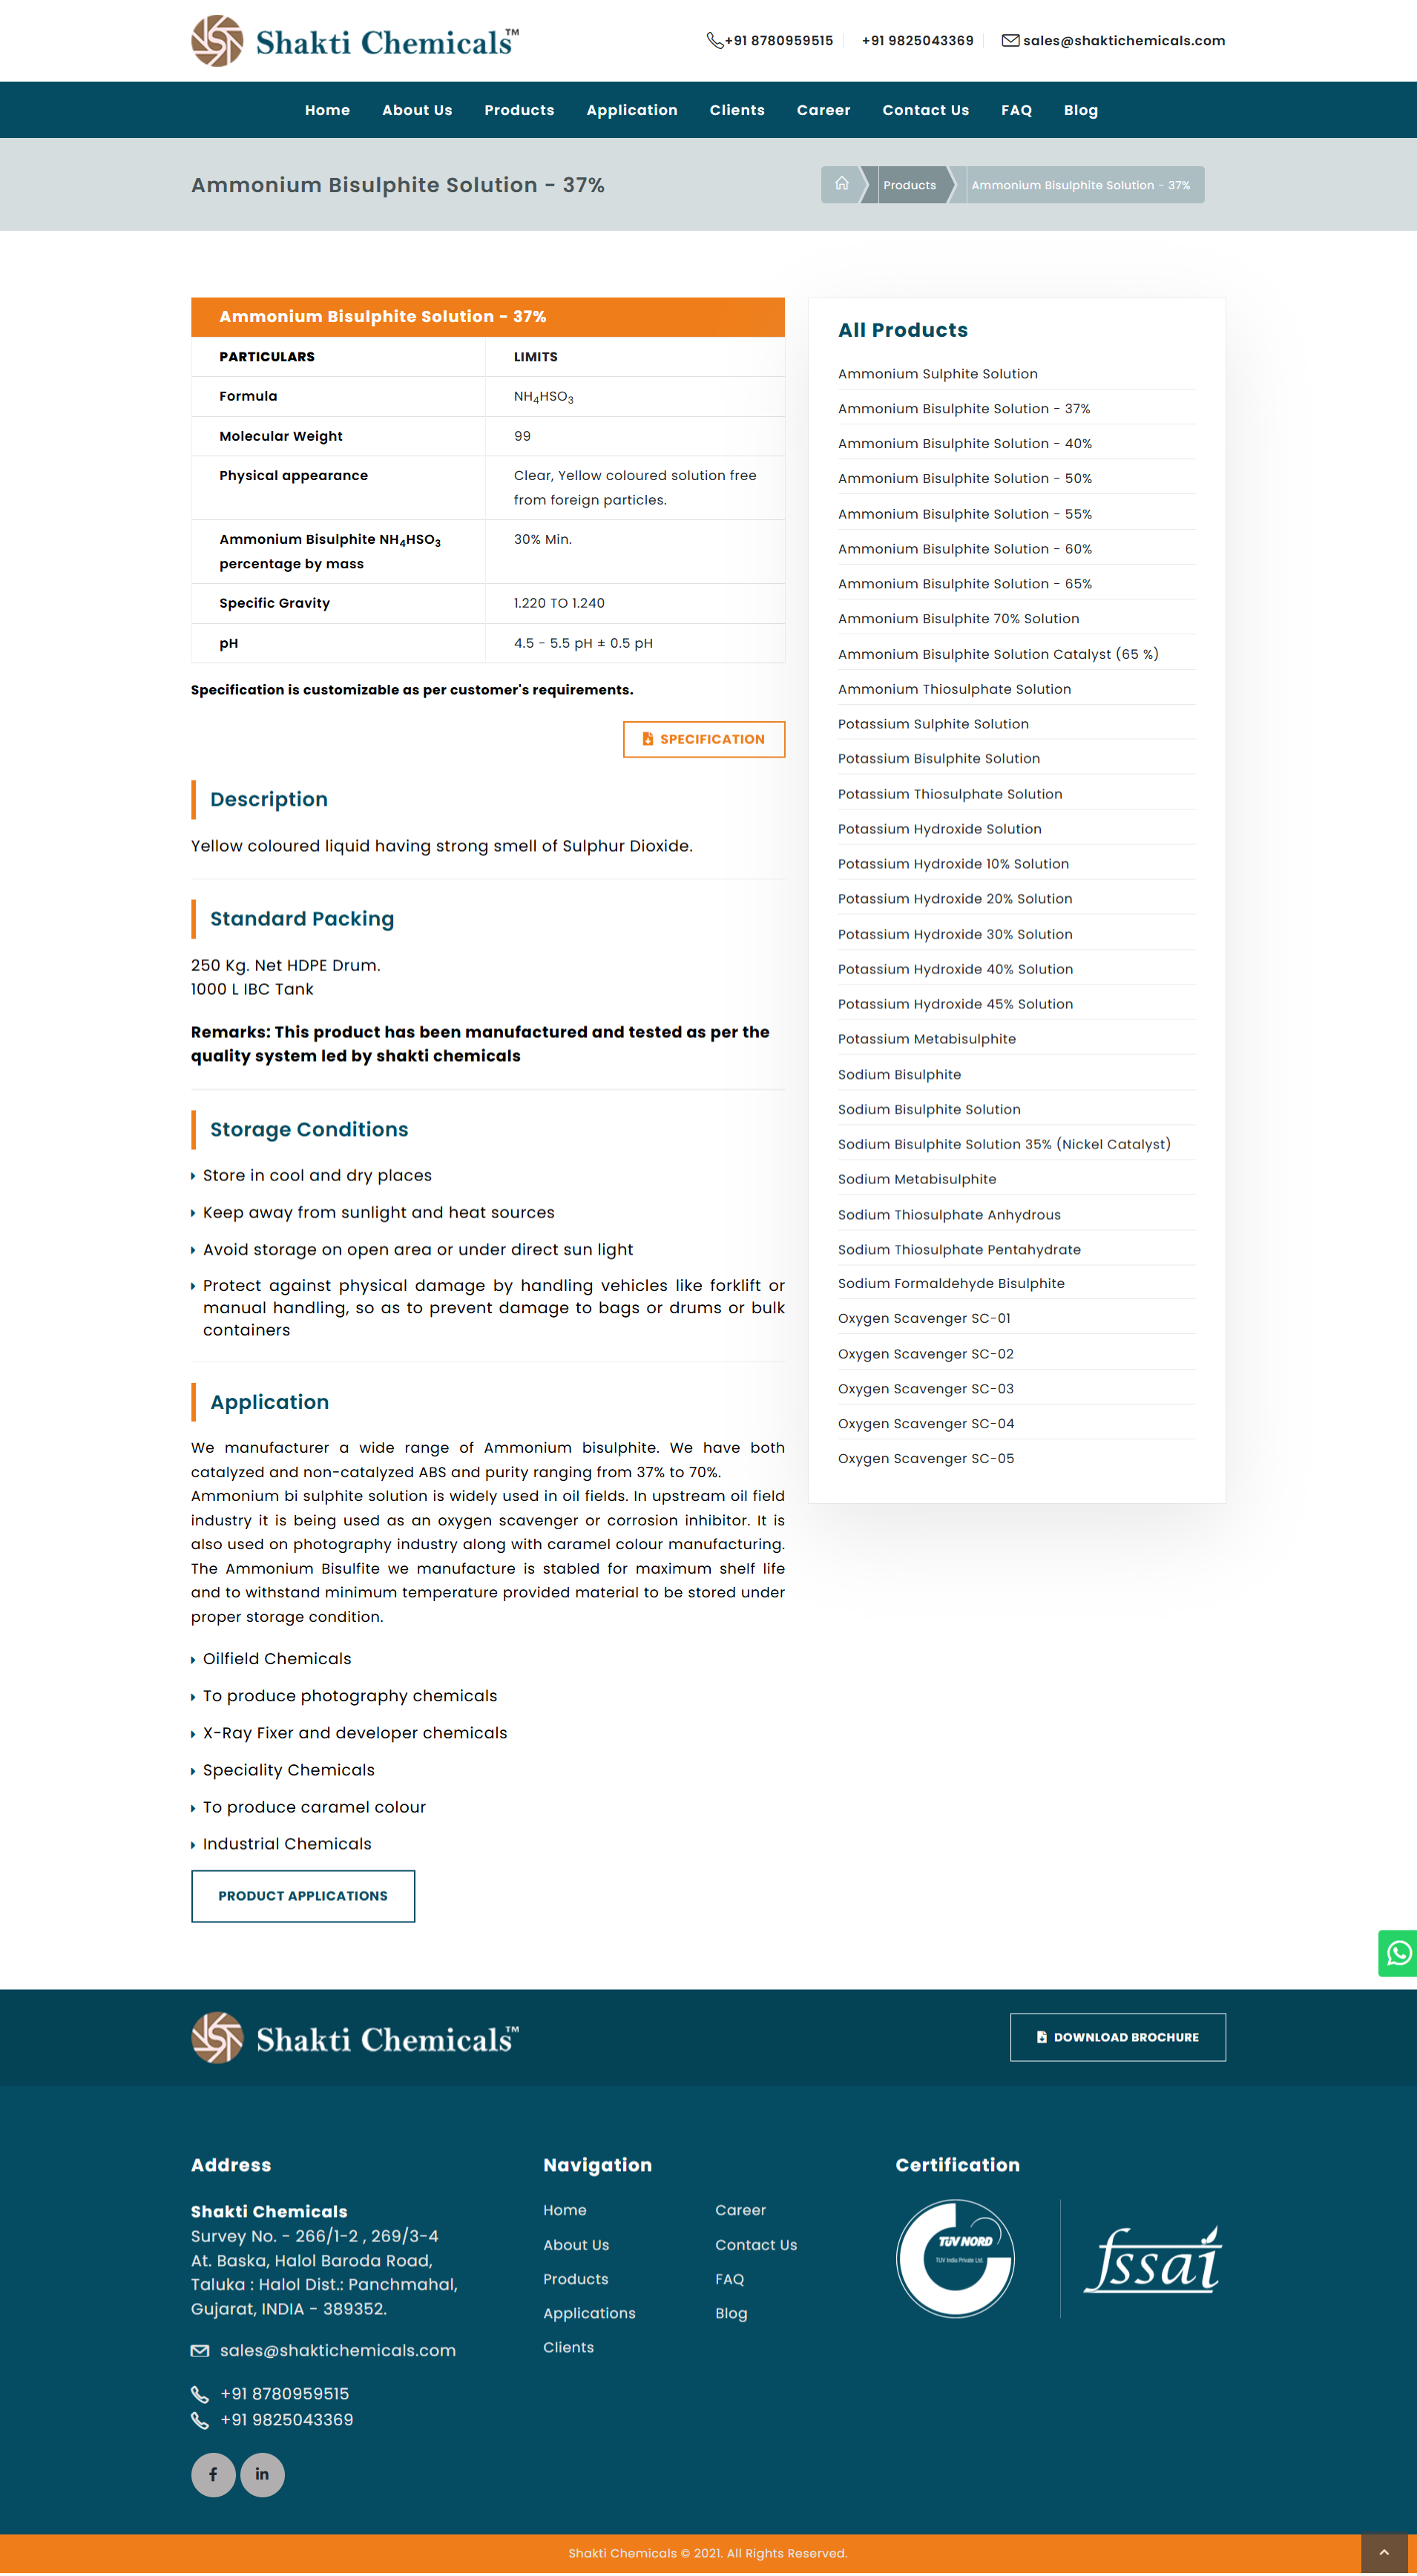 Shakti Chemicals™
+91 8780959515
+91 9825043369
sales@shaktichemicals.com
Home About Us Products Application Clients Career Contact Us FAQ Blog
Ammonium Bisulphite Solution - 37%
Products
Ammonium Bisulphite Solution - 37%
Ammonium Bisulphite Solution - 37%
PARTICULARS LIMITS
Formula NH₄HSO₃
Molecular Weight 99
Physical appearance Clear, Yellow coloured solution free
from foreign particles.
Ammonium Bisulphite NH₄HSO₃ 30% Min.
percentage by mass
Specific Gravity 1.220 TO 1.240
pH 4.5 - 5.5 pH ± 0.5 pH
Specification is customizable as per customer's requirements.
SPECIFICATION
Description
Yellow coloured liquid having strong smell of Sulphur Dioxide.
Standard Packing
250 Kg. Net HDPE Drum.
1000 L IBC Tank
Remarks: This product has been manufactured and tested as per the
quality system led by shakti chemicals
Storage Conditions
Store in cool and dry places
Keep away from sunlight and heat sources
Avoid storage on open area or under direct sun light
Protect against physical damage by handling vehicles like forklift or
manual handling, so as to prevent damage to bags or drums or bulk
containers
Application
We manufacturer a wide range of Ammonium bisulphite. We have both
catalyzed and non-catalyzed ABS and purity ranging from 37% to 70%.
Ammonium bi sulphite solution is widely used in oil fields. In upstream oil field
industry it is being used as an oxygen scavenger or corrosion inhibitor. It is
also used on photography industry along with caramel colour manufacturing.
The Ammonium Bisulfite we manufacture is stabled for maximum shelf life
and to withstand minimum temperature provided material to be stored under
proper storage condition.
Oilfield Chemicals
To produce photography chemicals
X-Ray Fixer and developer chemicals
Speciality Chemicals
To produce caramel colour
Industrial Chemicals
PRODUCT APPLICATIONS
All Products
Ammonium Sulphite Solution
Ammonium Bisulphite Solution - 37%
Ammonium Bisulphite Solution - 40%
Ammonium Bisulphite Solution - 50%
Ammonium Bisulphite Solution - 55%
Ammonium Bisulphite Solution - 60%
Ammonium Bisulphite Solution - 65%
Ammonium Bisulphite 70% Solution
Ammonium Bisulphite Solution Catalyst (65 %)
Ammonium Thiosulphate Solution
Potassium Sulphite Solution
Potassium Bisulphite Solution
Potassium Thiosulphate Solution
Potassium Hydroxide Solution
Potassium Hydroxide 10% Solution
Potassium Hydroxide 20% Solution
Potassium Hydroxide 30% Solution
Potassium Hydroxide 40% Solution
Potassium Hydroxide 45% Solution
Potassium Metabisulphite
Sodium Bisulphite
Sodium Bisulphite Solution
Sodium Bisulphite Solution 35% (Nickel Catalyst)
Sodium Metabisulphite
Sodium Thiosulphate Anhydrous
Sodium Thiosulphate Pentahydrate
Sodium Formaldehyde Bisulphite
Oxygen Scavenger SC-01
Oxygen Scavenger SC-02
Oxygen Scavenger SC-03
Oxygen Scavenger SC-04
Oxygen Scavenger SC-05
Shakti Chemicals™
DOWNLOAD BROCHURE
Address
Shakti Chemicals
Survey No. - 266/1-2 , 269/3-4
At. Baska, Halol Baroda Road,
Taluka : Halol Dist.: Panchmahal,
Gujarat, INDIA - 389352.
sales@shaktichemicals.com
+91 8780959515
+91 9825043369
f in
Navigation
Home
About Us
Products
Applications
Clients
Career
Contact Us
FAQ
Blog
Certification
TÜV NORD
TUV India Private Ltd.
fssai
Shakti Chemicals © 2021. All Rights Reserved.